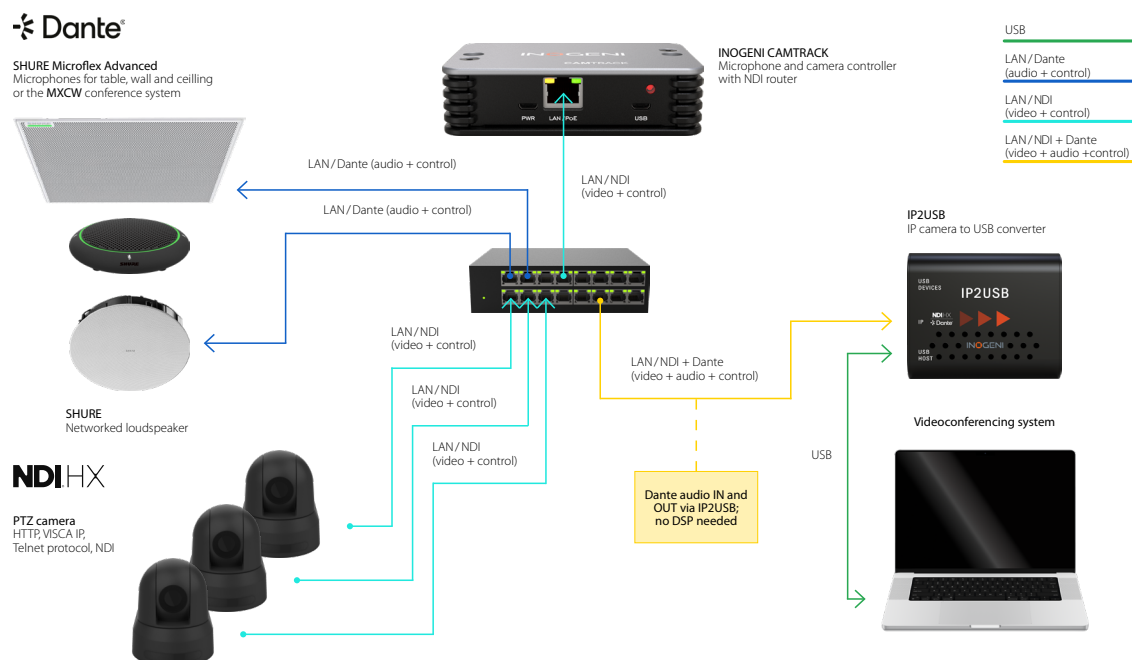 Dante®
SHURE Microflex Advanced
Microphones for table, wall and ceilling
or the MXCW conference system
INOGENI
CAMTRACK
PWR
LAN / PoE
USB
INOGENI CAMTRACK
Microphone and camera controller
with NDI router
USB
LAN/Dante
(audio + control)
LAN/NDI
(video + control)
LAN/NDI + Dante
(video + audio +control)
LAN/Dante (audio + control)
LAN/Dante (audio + control)
LAN/NDI
(video + control)
SHURE
IP2USB
IP camera to USB converter
USB
DEVICES
IP2USB
IP
NDI HX
Dante
INOGENI
USB
HOST
LAN/NDI
(video + control)
LAN/NDI
(video + control)
LAN/NDI
(video + control)
LAN/NDI + Dante
(video + audio + control)
SHURE
Networked loudspeaker
Videoconferencing system
USB
NDI HX
PTZ camera
HTTP, VISCA IP,
Telnet protocol, NDI
Dante audio IN and
OUT via IP2USB;
no DSP needed